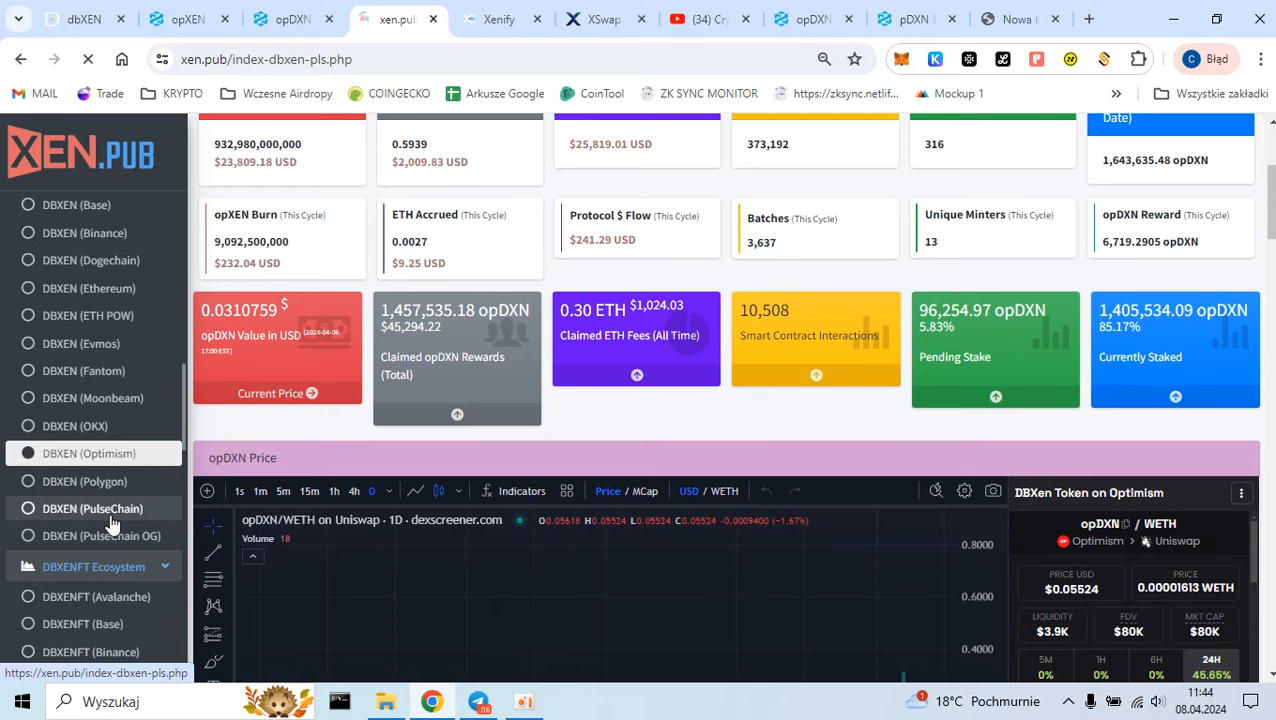 dBXEN
opXEN
opDXN
xen.pub
Xenify
XSwap
(34) Cry
opDXN
pDXN S
Nowa k
xen.pub/index-dbxen-pls.php
Błąd
MAIL
Trade
KRYPTO
Wczesne Airdropy
COINGECKO
Arkusze Google
CoinTool
ZK SYNC MONITOR
https://zksync.netlif...
Mockup 1
Wszystkie zakładki
XEN.PUB
DBXEN (Base)
DBXEN (Binance)
DBXEN (Dogechain)
DBXEN (Ethereum)
DBXEN (ETH POW)
DBXEN (Evmos)
DBXEN (Fantom)
DBXEN (Moonbeam)
DBXEN (OKX)
DBXEN (Optimism)
DBXEN (Polygon)
DBXEN (PulseChain)
DBXEN (PulseChain OG)
DBXENFT Ecosystem
DBXENFT (Avalanche)
DBXENFT (Base)
DBXENFT (Binance)
https://xen.pub/index-dbxen-pls.php
932,980,000,000
$23,809.18 USD
0.5939
$2,009.83 USD
$25,819.01 USD
373,192
316
Date)
1,643,635.48 opDXN
opXEN Burn (This Cycle)
9,092,500,000
$232.04 USD
ETH Accrued (This Cycle)
0.0027
$9.25 USD
Protocol $ Flow (This Cycle)
$241.29 USD
Batches (This Cycle)
3,637
Unique Minters (This Cycle)
13
opDXN Reward (This Cycle)
6,719.2905 opDXN
0.0310759 $
opDXN Value in USD (2024-04-06
17:00 EST)
Current Price
1,457,535.18 opDXN
$45,294.22
Claimed opDXN Rewards
(Total)
0.30 ETH $1,024.03
Claimed ETH Fees (All Time)
10,508
Smart Contract Interactions
96,254.97 opDXN
5.83%
Pending Stake
1,405,534.09 opDXN
85.17%
Currently Staked
opDXN Price
1s 1m 5m 15m 1h 4h D
Indicators
Price / MCap
USD / WETH
opDXN/WETH on Uniswap · 1D · dexscreener.com
O0.05618 H0.05524 L0.05524 C0.05524 -0.0009400 (−1.67%)
Volume 18
0.8000
0.6000
0.4000
DBXen Token on Optimism
opDXN / WETH
Optimism > Uniswap
PRICE USD
$0.05524
PRICE
0.00001613 WETH
LIQUIDITY
$3.9K
FDV
$80K
MKT CAP
$80K
5M
0%
1H
0%
6H
0%
24H
45.65%
Wyszukaj
.06
18°C Pochmurnie
11:44
08.04.2024